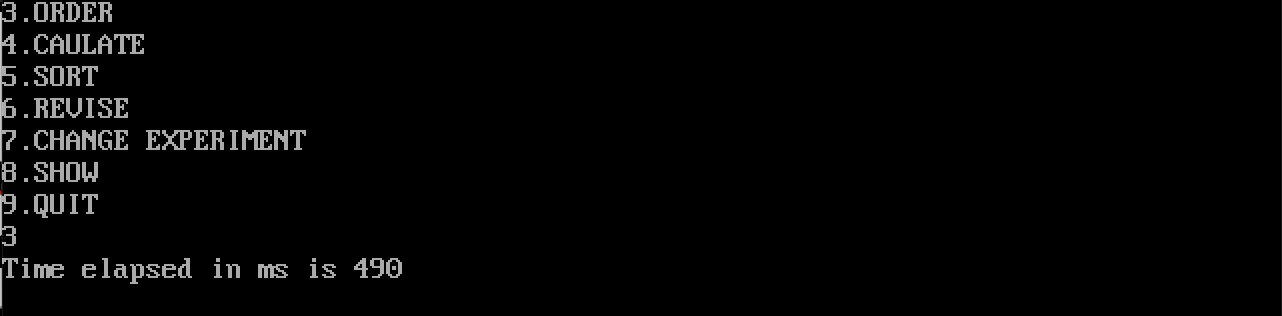 3.ORDER
4.CAULATE
5.SORT
6.REVISE
7.CHANGE EXPERIMENT
8.SHOW
9.QUIT
3
Time elapsed in ms is 490